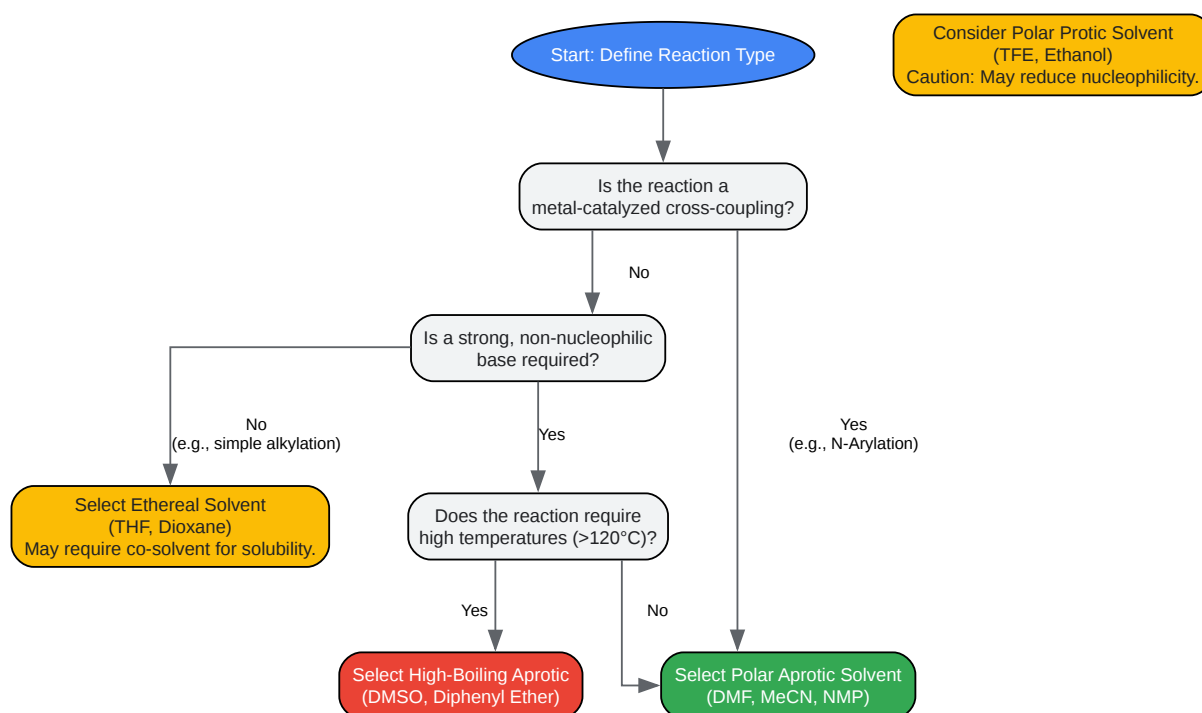 Start: Define Reaction Type
Consider Polar Protic Solvent
(TFE, Ethanol)
Caution: May reduce nucleophilicity.
Is the reaction a
metal-catalyzed cross-coupling?
No
Is a strong, non-nucleophilic
base required?
No
(e.g., simple alkylation)
Yes
Yes
(e.g., N-Arylation)
Select Ethereal Solvent
(THF, Dioxane)
May require co-solvent for solubility.
Does the reaction require
high temperatures (>120°C)?
Yes
No
Select High-Boiling Aprotic
(DMSO, Diphenyl Ether)
Select Polar Aprotic Solvent
(DMF, MeCN, NMP)